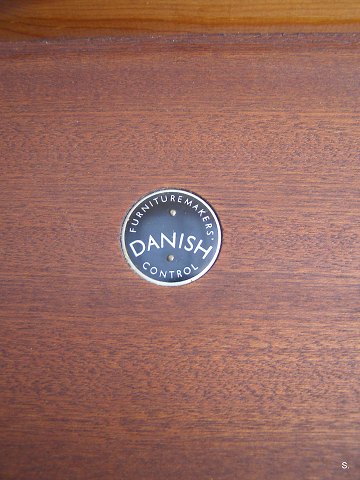 FURNITUREMAKERS'
DANISH
CONTROL
S.